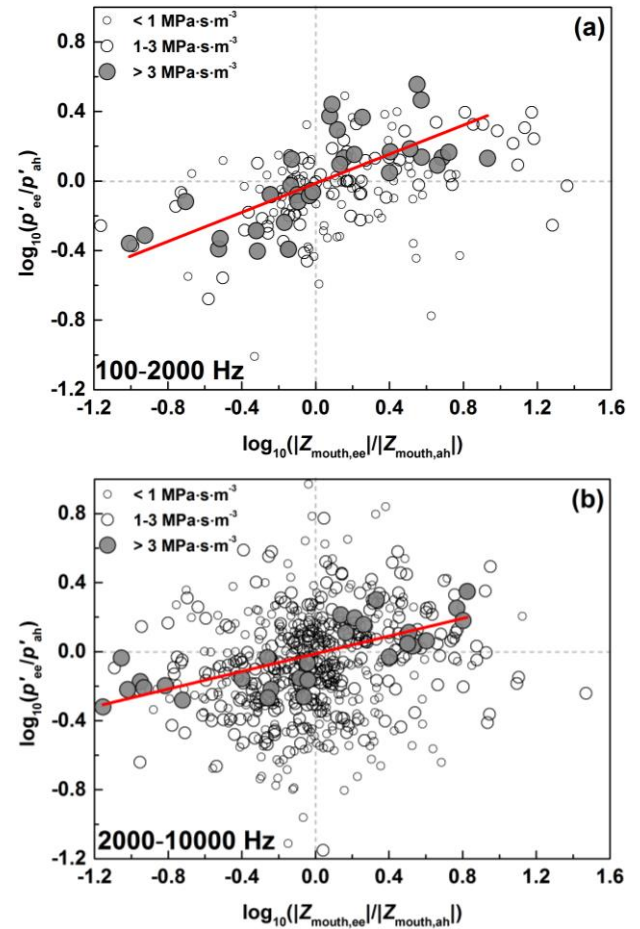 < 1 MPa·s·m⁻³
1-3 MPa·s·m⁻³
> 3 MPa·s·m⁻³
(a)
0.8
0.4
0.0
-0.4
-0.8
-1.2
log₁₀(p′ₑₑ/p′ₐₕ)
100-2000 Hz
-1.2 -0.8 -0.4 0.0 0.4 0.8 1.2 1.6
log₁₀(|Z_mouth,ee|/|Z_mouth,ah|)
< 1 MPa·s·m⁻³
1-3 MPa·s·m⁻³
> 3 MPa·s·m⁻³
(b)
0.8
0.4
0.0
-0.4
-0.8
-1.2
log₁₀(p′ₑₑ/p′ₐₕ)
2000-10000 Hz
-1.2 -0.8 -0.4 0.0 0.4 0.8 1.2 1.6
log₁₀(|Z_mouth,ee|/|Z_mouth,ah|)